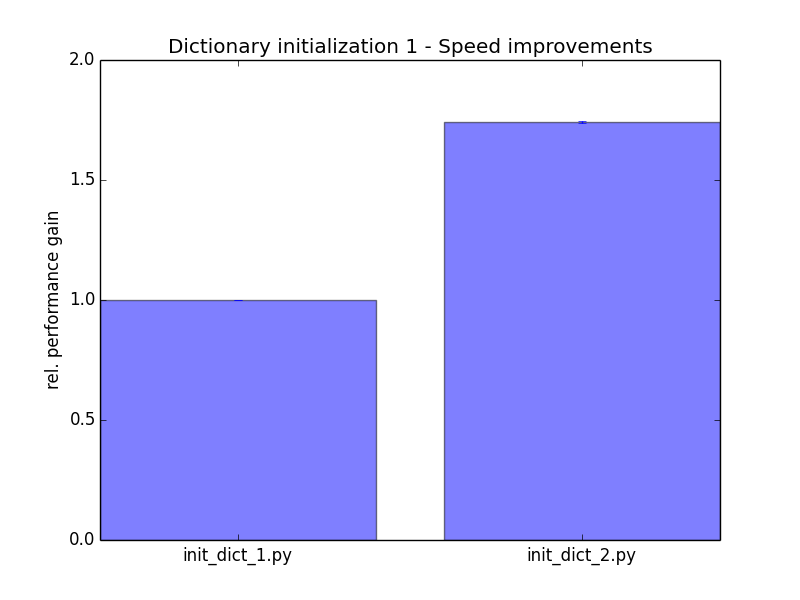 Dictionary initialization 1 - Speed improvements
2.0
1.5
1.0
0.5
0.0
rel. performance gain
init_dict_1.py
init_dict_2.py